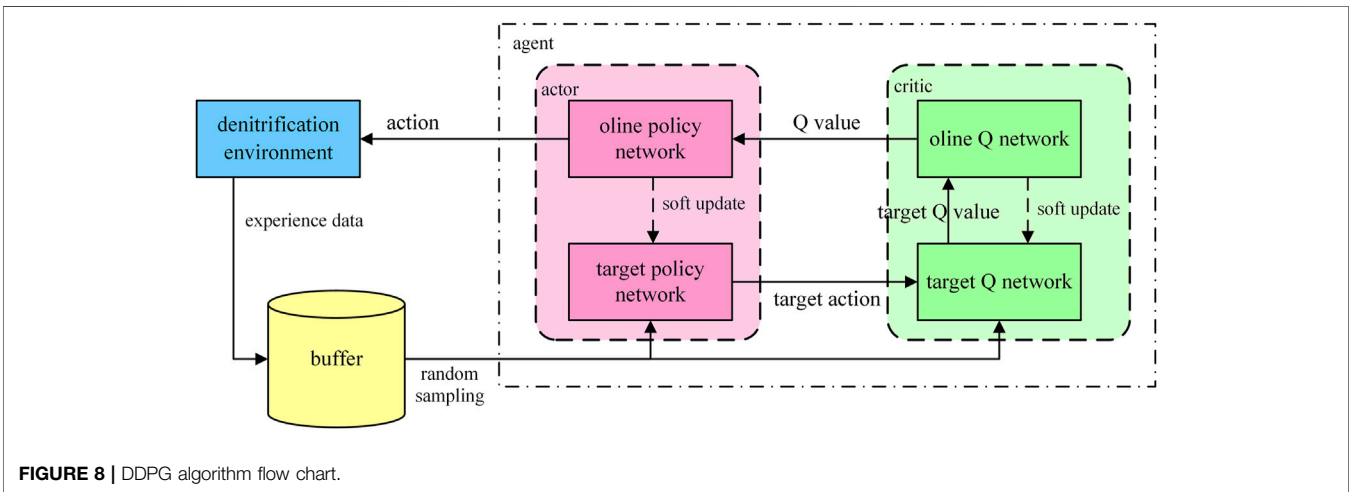 agent
actor
critic
denitrification
environment
action
oline policy
network
Q value
oline Q network
experience data
soft update
target Q value
soft update
target policy
network
target action
target Q network
buffer
random
sampling
FIGURE 8 | DDPG algorithm flow chart.